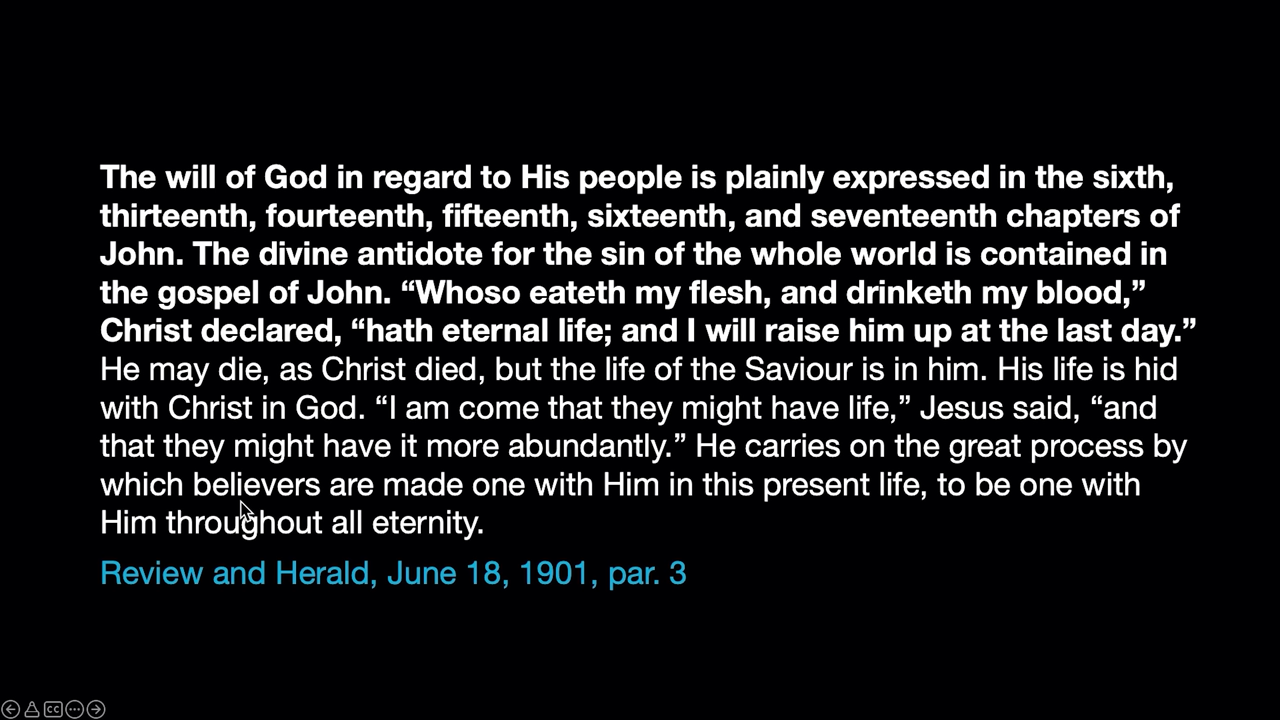 The will of God in regard to His people is plainly expressed in the sixth,
thirteenth, fourteenth, fifteenth, sixteenth, and seventeenth chapters of
John. The divine antidote for the sin of the whole world is contained in
the gospel of John. “Whoso eateth my flesh, and drinketh my blood,”
Christ declared, “hath eternal life; and I will raise him up at the last day.”
He may die, as Christ died, but the life of the Saviour is in him. His life is hid
with Christ in God. “I am come that they might have life,” Jesus said, “and
that they might have it more abundantly.” He carries on the great process by
which believers are made one with Him in this present life, to be one with
Him throughout all eternity.
Review and Herald, June 18, 1901, par. 3
CC